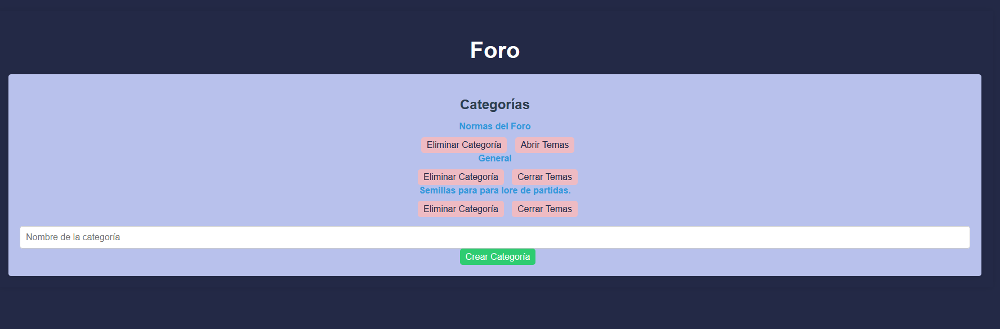 Foro
Categorías
Normas del Foro
Eliminar Categoría Abrir Temas
General
Eliminar Categoría Cerrar Temas
Semillas para para lore de partidas.
Eliminar Categoría Cerrar Temas
Nombre de la categoría
Crear Categoría